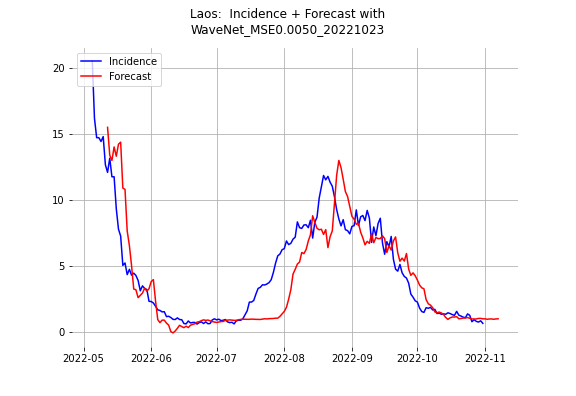 Laos:  Incidence + Forecast with
WaveNet_MSE0.0050_20221023
Incidence
Forecast
20
15
10
5
0
2022-05 2022-06 2022-07 2022-08 2022-09 2022-10 2022-11